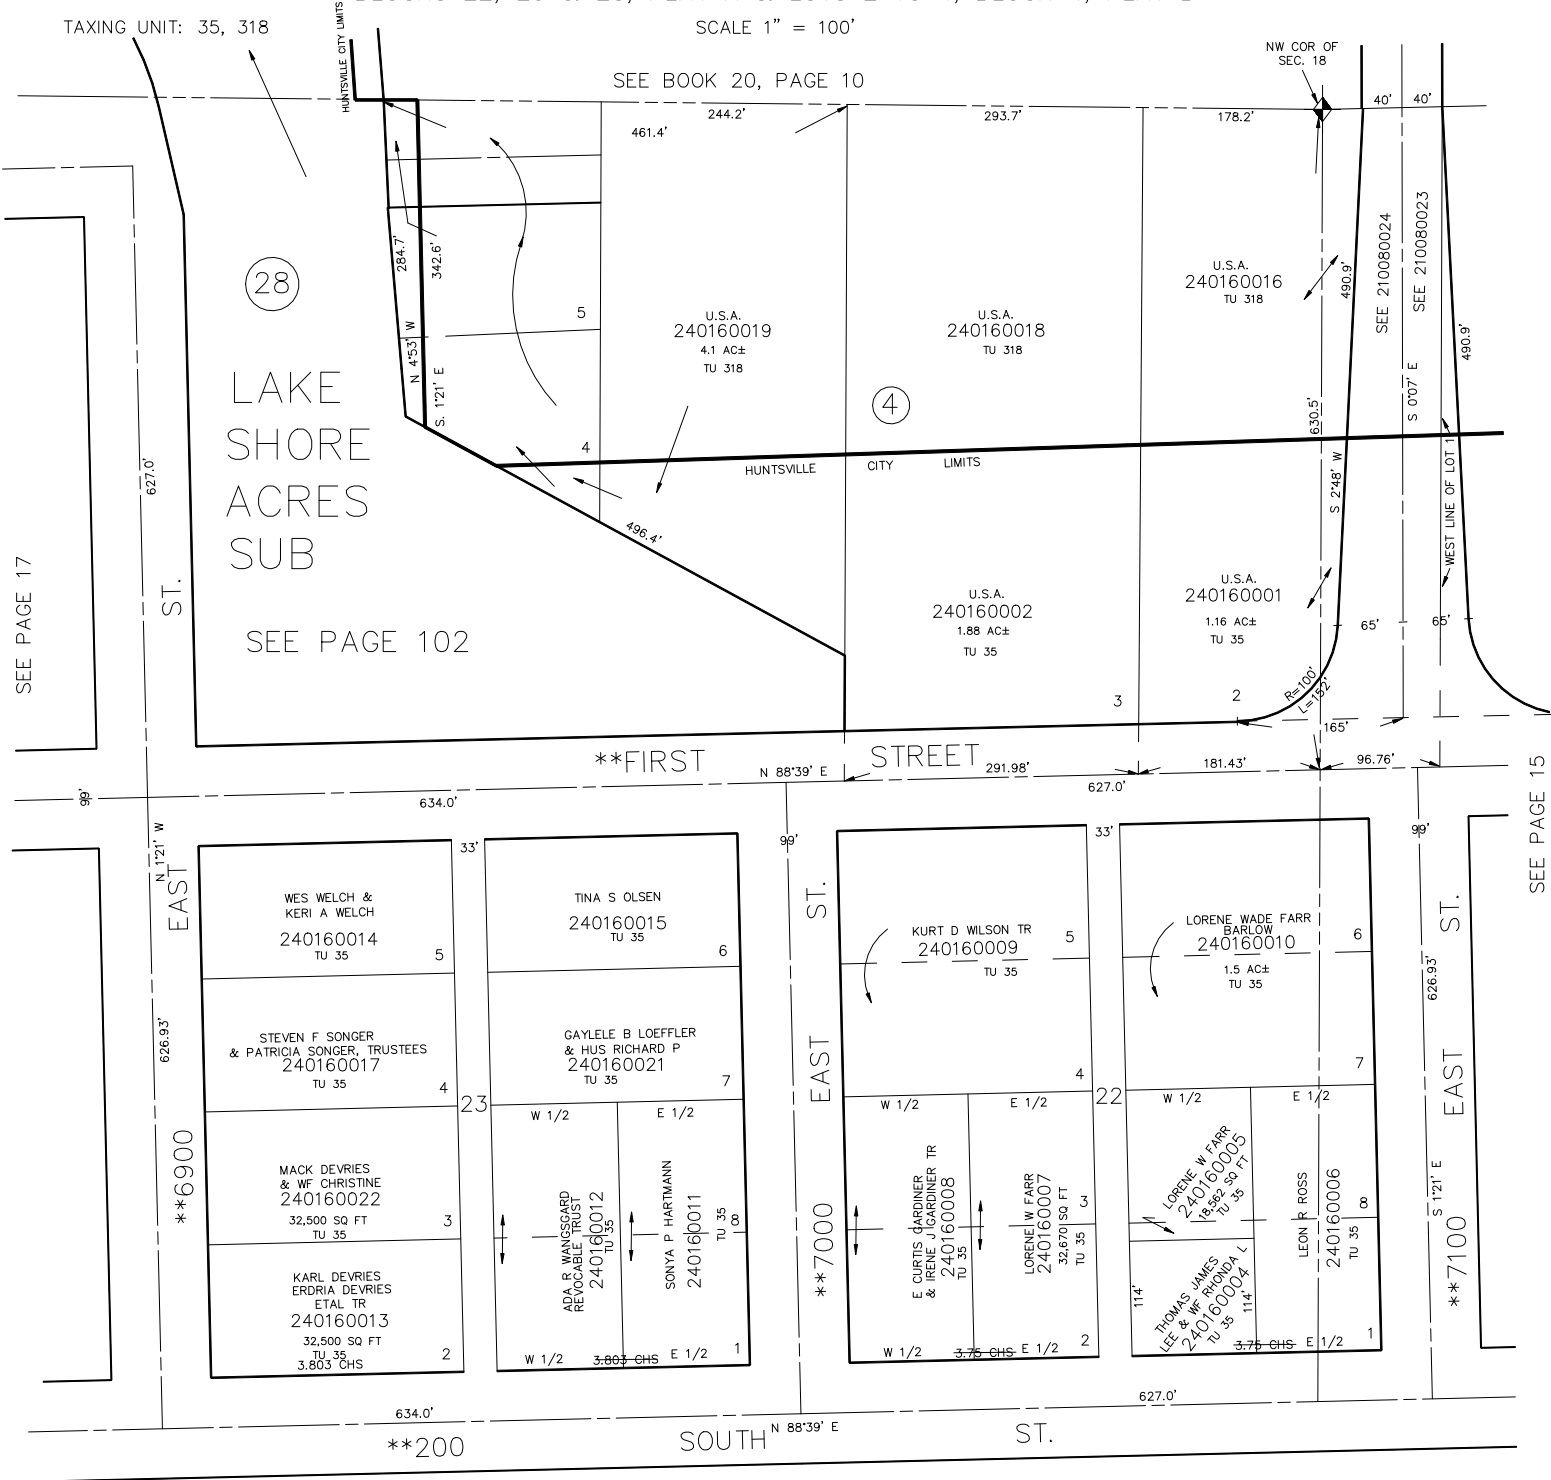 TAXING UNIT: 35, 318
SCALE 1" = 100'
SEE BOOK 20, PAGE 10
HUNTSVILLE CITY LIMITS
NW COR OF
SEC. 18
40'
40'
244.2'
461.4'
293.7'
178.2'
28
LAKE
SHORE
ACRES
SUB
SEE PAGE 102
SEE PAGE 17
627.0'
ST.
284.7'
342.6'
N 4°53' W
S. 1°21' E
5
4
U.S.A.
240160019
4.1 AC±
TU 318
U.S.A.
240160018
TU 318
4
U.S.A.
240160016
TU 318
490.9'
SEE 210080024
SEE 210080023
S 0°07' E
490.9'
630.5'
S 2°48' W
WEST LINE OF LOT 1
HUNTSVILLE CITY LIMITS
496.4'
U.S.A.
240160002
1.88 AC±
TU 35
3
U.S.A.
240160001
1.16 AC±
TU 35
2
65'
65'
R=100'
L=152'
165'
**FIRST STREET
N 88°39' E
291.98'
181.43'
96.76'
99'
634.0'
627.0'
SEE PAGE 15
N 1°21' W
EAST
33'
99'
33'
99'
WES WELCH &
KERI A WELCH
240160014
TU 35
5
TINA S OLSEN
240160015
TU 35
6
ST.
KURT D WILSON TR
240160009
TU 35
5
LORENE WADE FARR
BARLOW
240160010
1.5 AC±
TU 35
6
ST.
626.93'
626.93'
STEVEN F SONGER
& PATRICIA SONGER, TRUSTEES
240160017
TU 35
4
23
GAYLELE B LOEFFLER
& HUS RICHARD P
240160021
TU 35
7
EAST
4
22
7
EAST
W 1/2
E 1/2
W 1/2
E 1/2
W 1/2
E 1/2
**6900
MACK DEVRIES
& WF CHRISTINE
240160022
32,500 SQ FT
TU 35
3
KARL DEVRIES
ERDRIA DEVRIES
ETAL TR
240160013
32,500 SQ FT
TU 35
3.803 CHS
2
ADA R WANGSGARD
REVOCABLE TRUST
240160012
TU 35
SONYA P HARTMANN
240160011
TU 35
8
W 1/2
3.803 CHS
E 1/2
1
**7000
E CURTIS GARDINER
& IRENE J GARDINER TR
240160008
TU 35
LORENE W FARR
240160007
32,670 SQ FT
TU 35
3
W 1/2
3.75 CHS
E 1/2
2
LORENE W FARR
240160005
18,562 SQ FT
TU 35
THOMAS JAMES
LEE & WF RHONDA L
240160004
TU 35
114'
114'
LEON R ROSS
240160006
TU 35
8
3.75 CHS
E 1/2
1
S 1°21' E
**7100
634.0'
N 88°39' E
627.0'
**200 SOUTH ST.